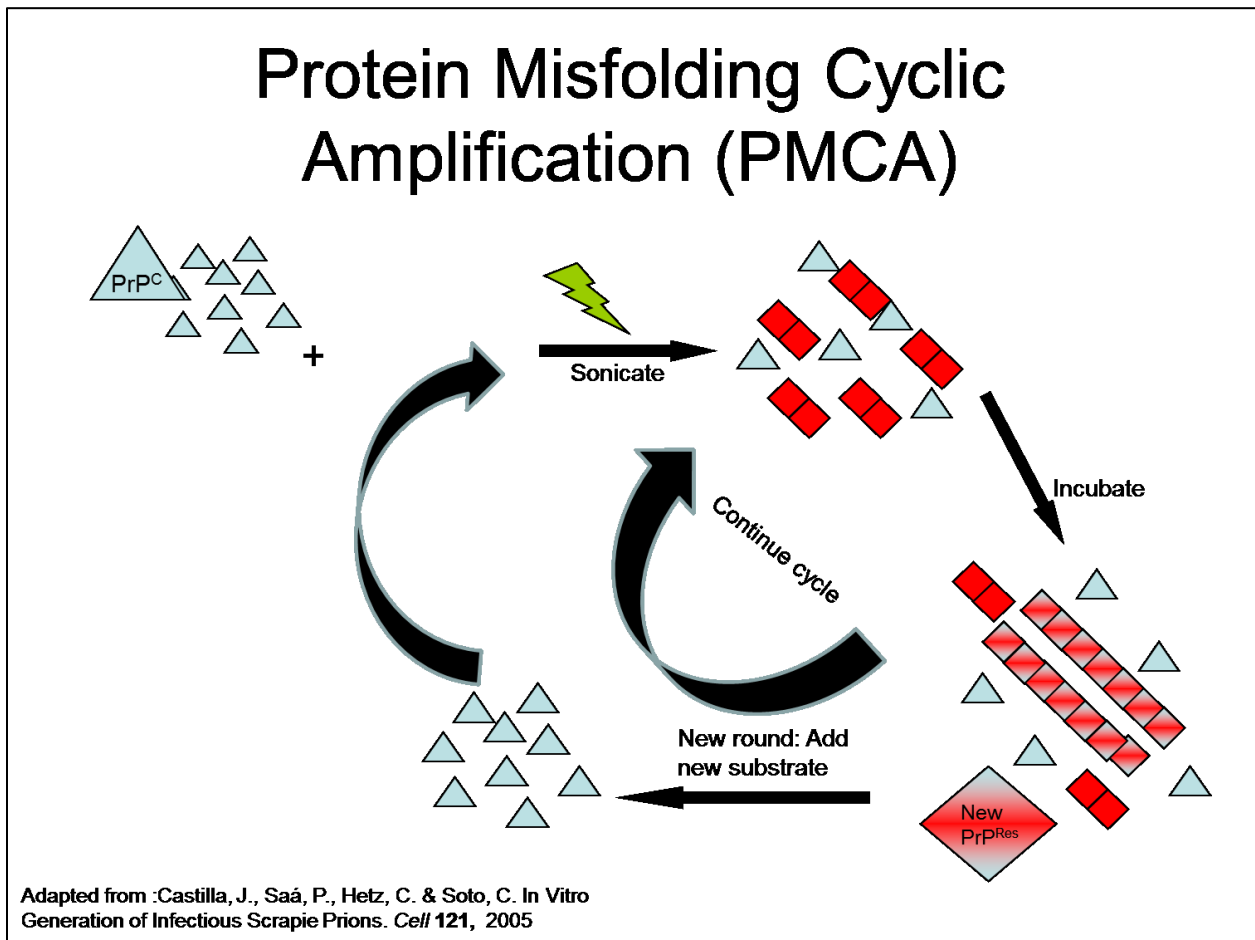 Protein Misfolding Cyclic
Amplification (PMCA)
PrPC
+
Sonicate
Incubate
Continue cycle
New round: Add
new substrate
New
PrPRes
Adapted from :Castilla, J., Saá, P., Hetz, C. & Soto, C. In Vitro
Generation of Infectious Scrapie Prions. Cell 121, 2005